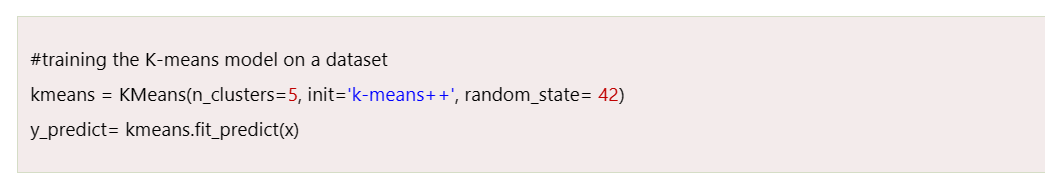 #training the K-means model on a dataset
kmeans = KMeans(n_clusters=5, init='k-means++', random_state= 42)
y_predict= kmeans.fit_predict(x)